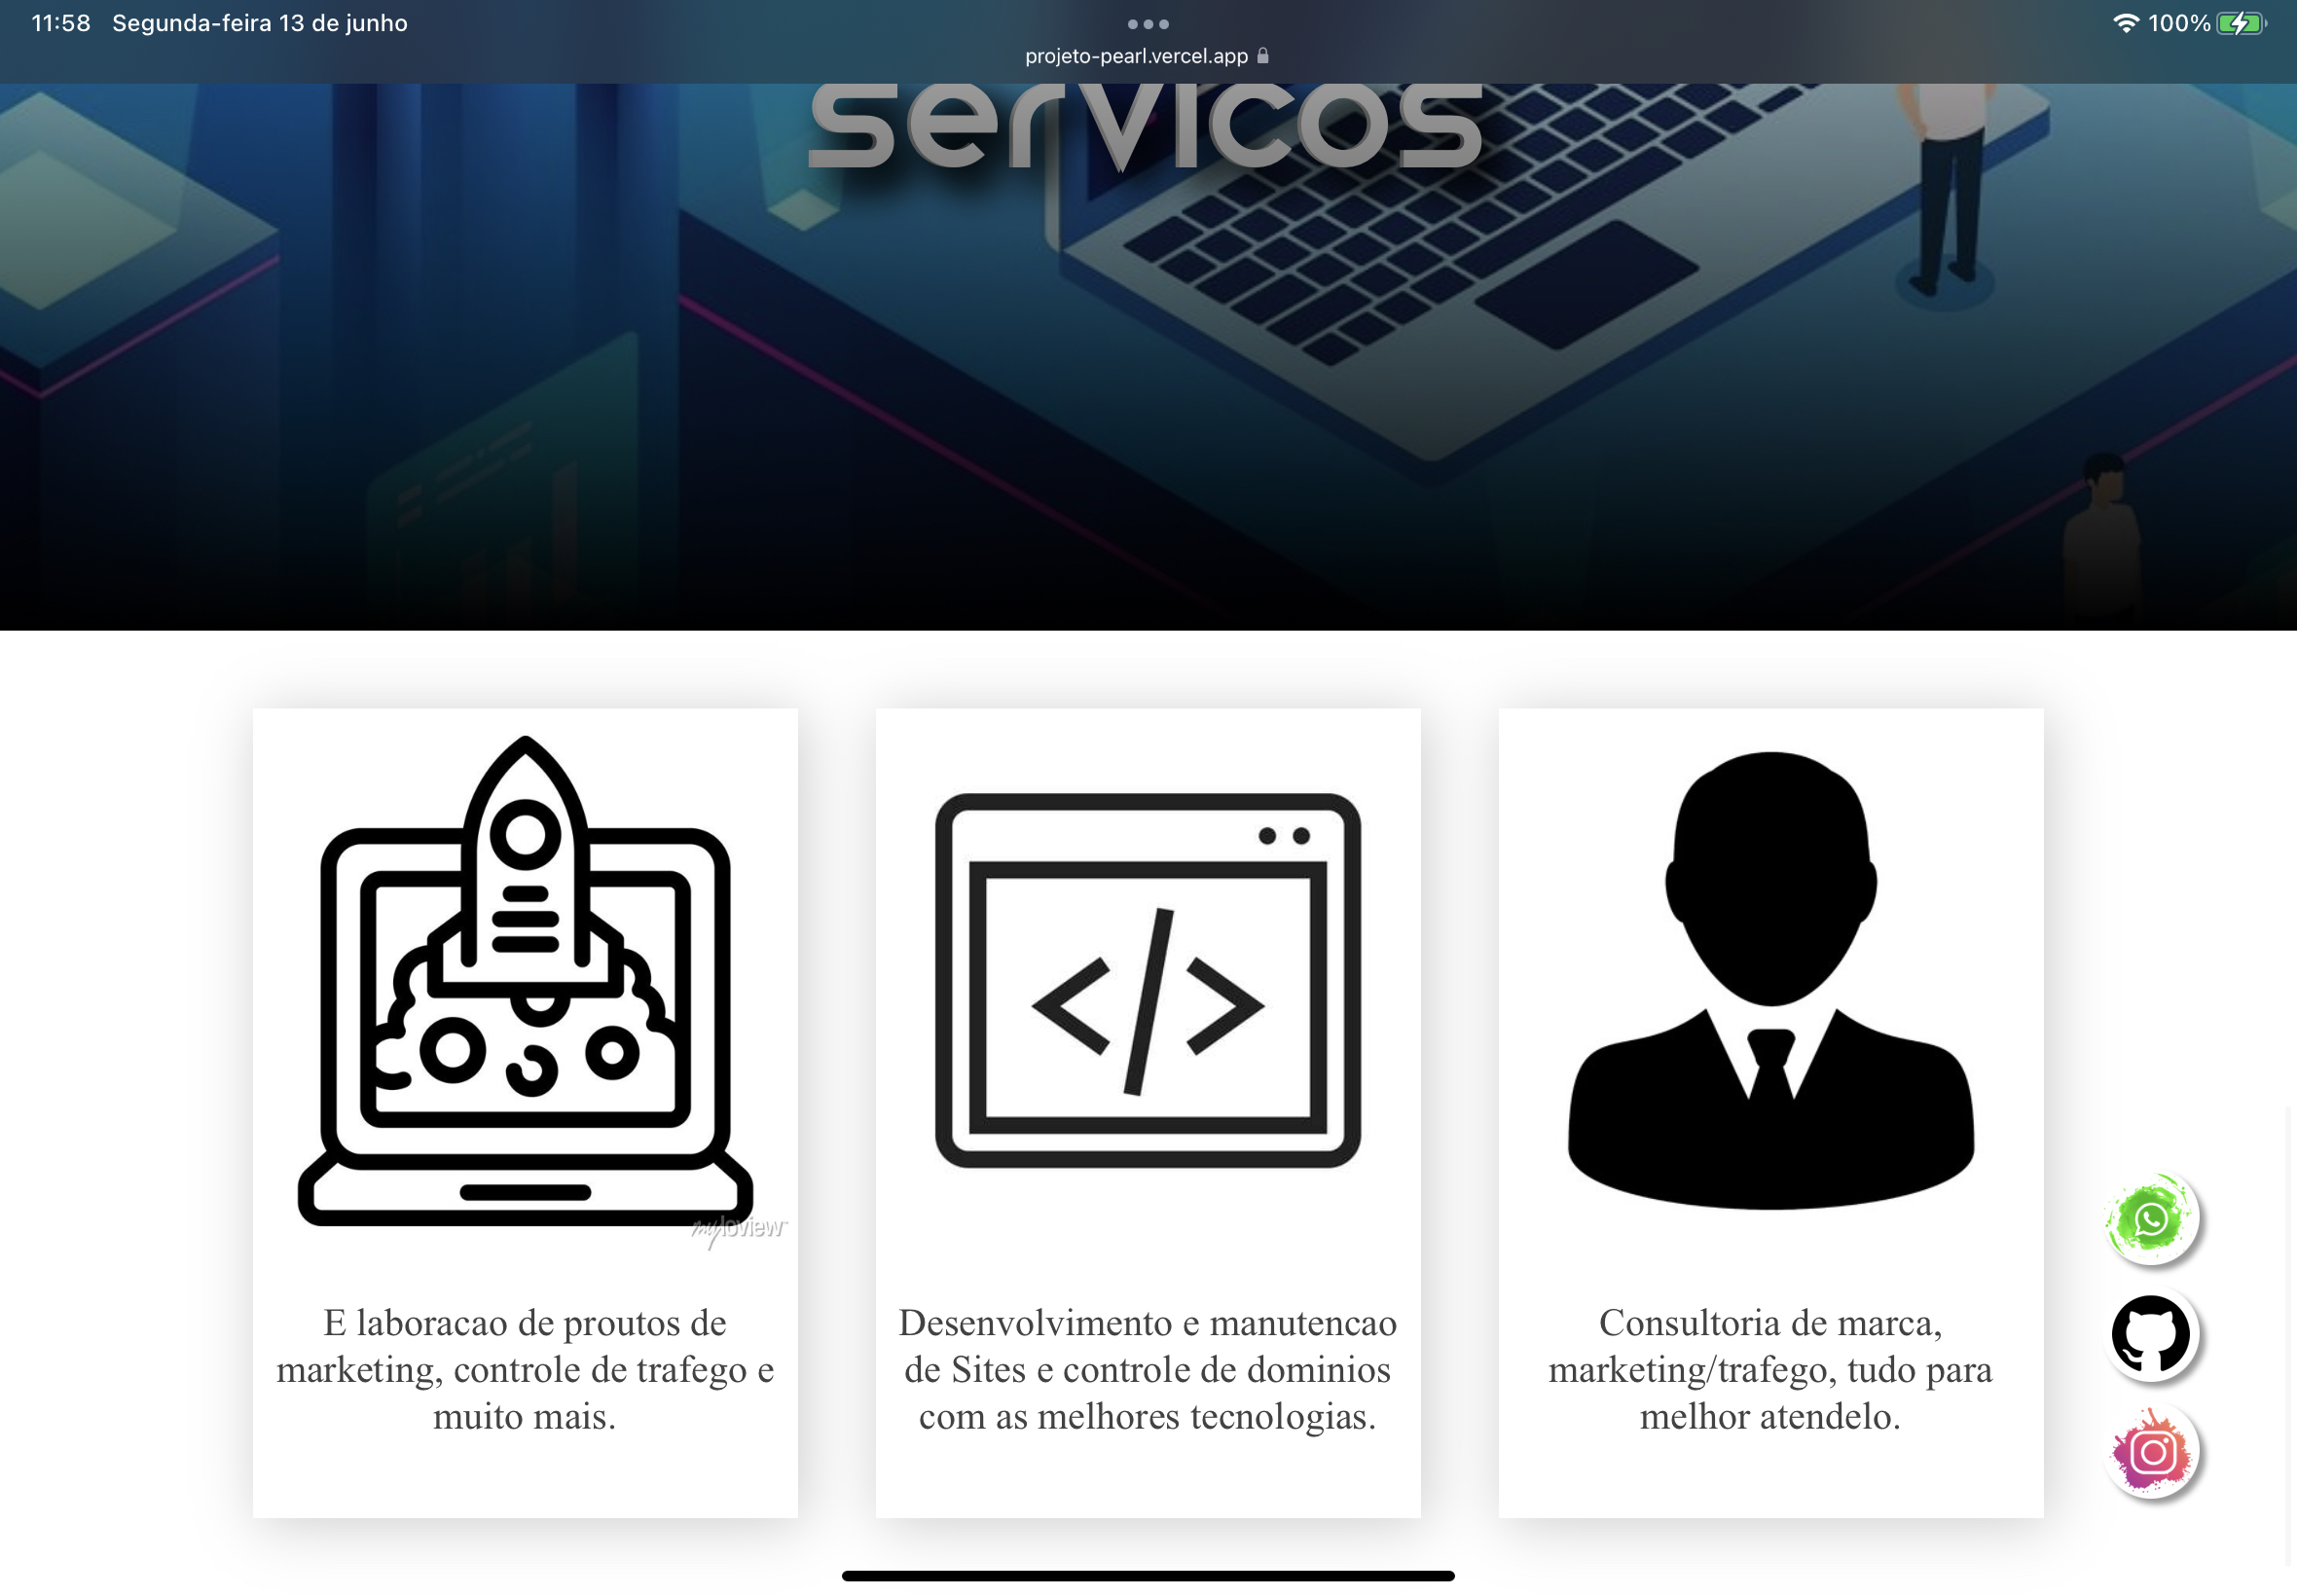 11:58 Segunda-feira 13 de junho
100%
projeto-pearl.vercel.app
servicos
myloview
E laboracao de proutos de
marketing, controle de trafego e
muito mais.
Desenvolvimento e manutencao
de Sites e controle de dominios
com as melhores tecnologias.
Consultoria de marca,
marketing/trafego, tudo para
melhor atendelo.